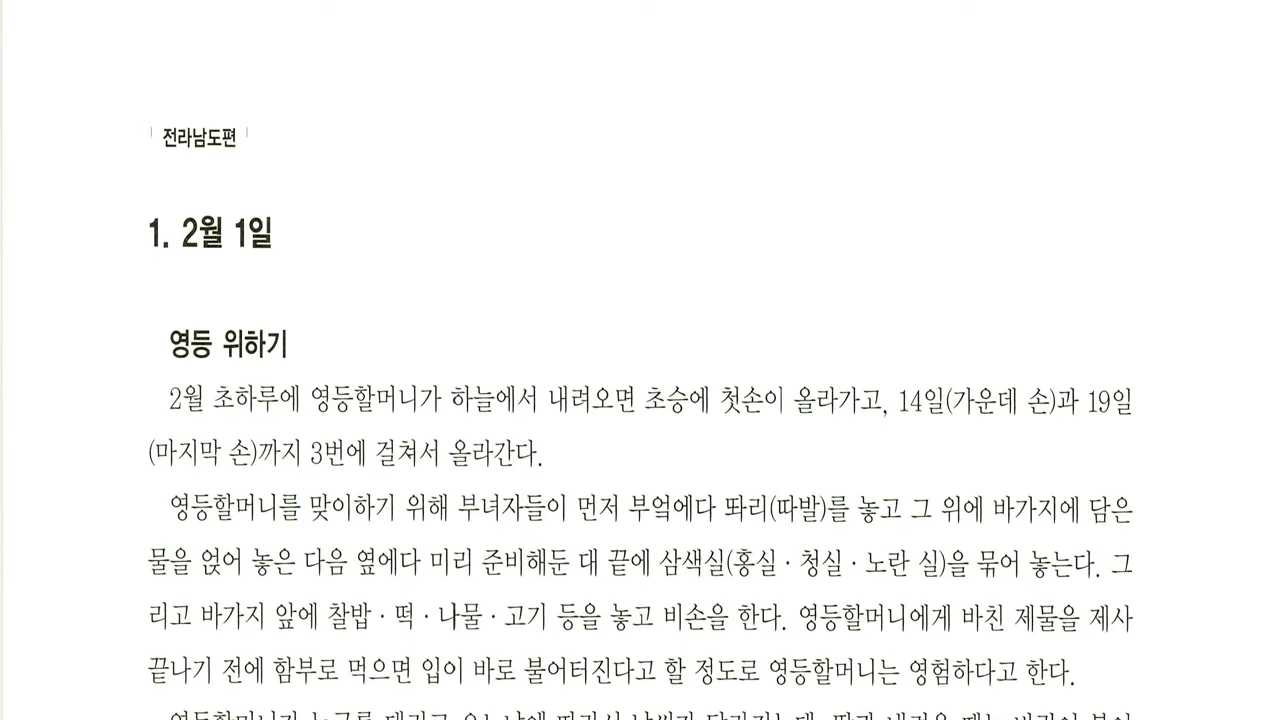 전라남도편
1. 2월 1일
영등 위하기
2월 초하루에 영등할머니가 하늘에서 내려오면 초승에 첫손이 올라가고, 14일(가운데 손)과 19일
(마지막 손)까지 3번에 걸쳐서 올라간다.
영등할머니를 맞이하기 위해 부녀자들이 먼저 부엌에다 똬리(따발)를 놓고 그 위에 바가지에 담은
물을 얹어 놓은 다음 옆에다 미리 준비해둔 대 끝에 삼색실(홍실 · 청실 · 노란 실)을 묶어 놓는다. 그
리고 바가지 앞에 찰밥 · 떡 · 나물 · 고기 등을 놓고 비손을 한다. 영등할머니에게 바친 제물을 제사
끝나기 전에 함부로 먹으면 입이 바로 불어터진다고 할 정도로 영등할머니는 영험하다고 한다.